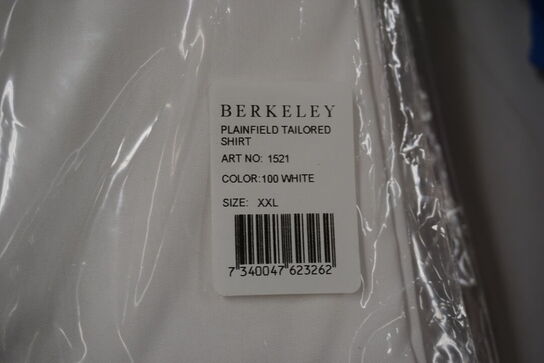 BERKELEY
PLAINFIELD TAILORED
SHIRT
ART NO: 1521
COLOR:100 WHITE
SIZE: XXL
7 340047 623262